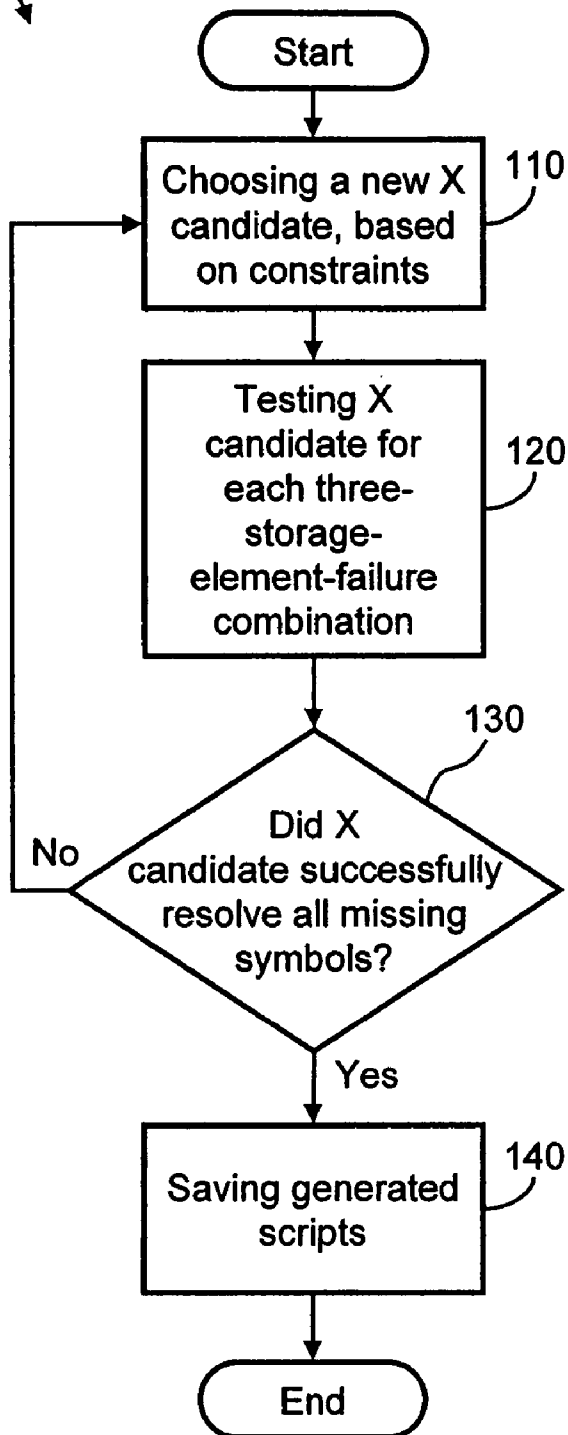 Start
Choosing a new X
candidate, based
on constraints
110
Testing X
candidate for
each three-
storage-
element-failure
combination
120
130
Did X
candidate successfully
resolve all missing
symbols?
No
Yes
Saving generated
scripts
140
End